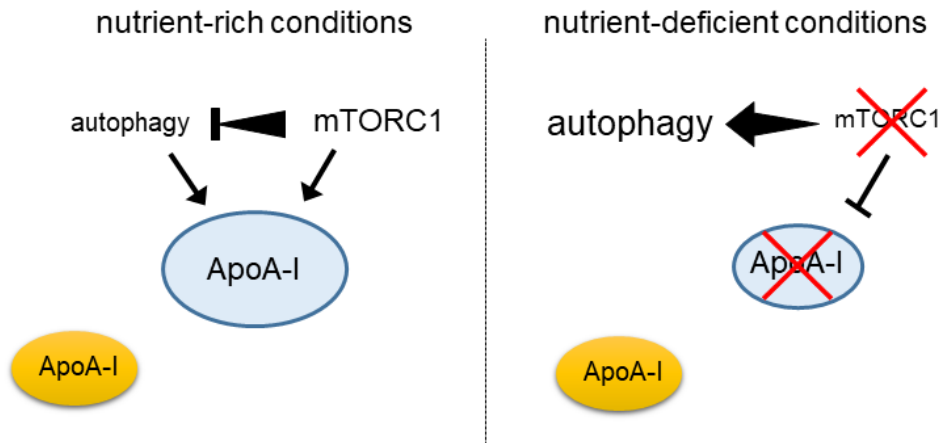 nutrient-rich conditions
autophagy
mTORC1
ApoA-I
ApoA-I
nutrient-deficient conditions
autophagy
mTORC1
ApoA-I
ApoA-I